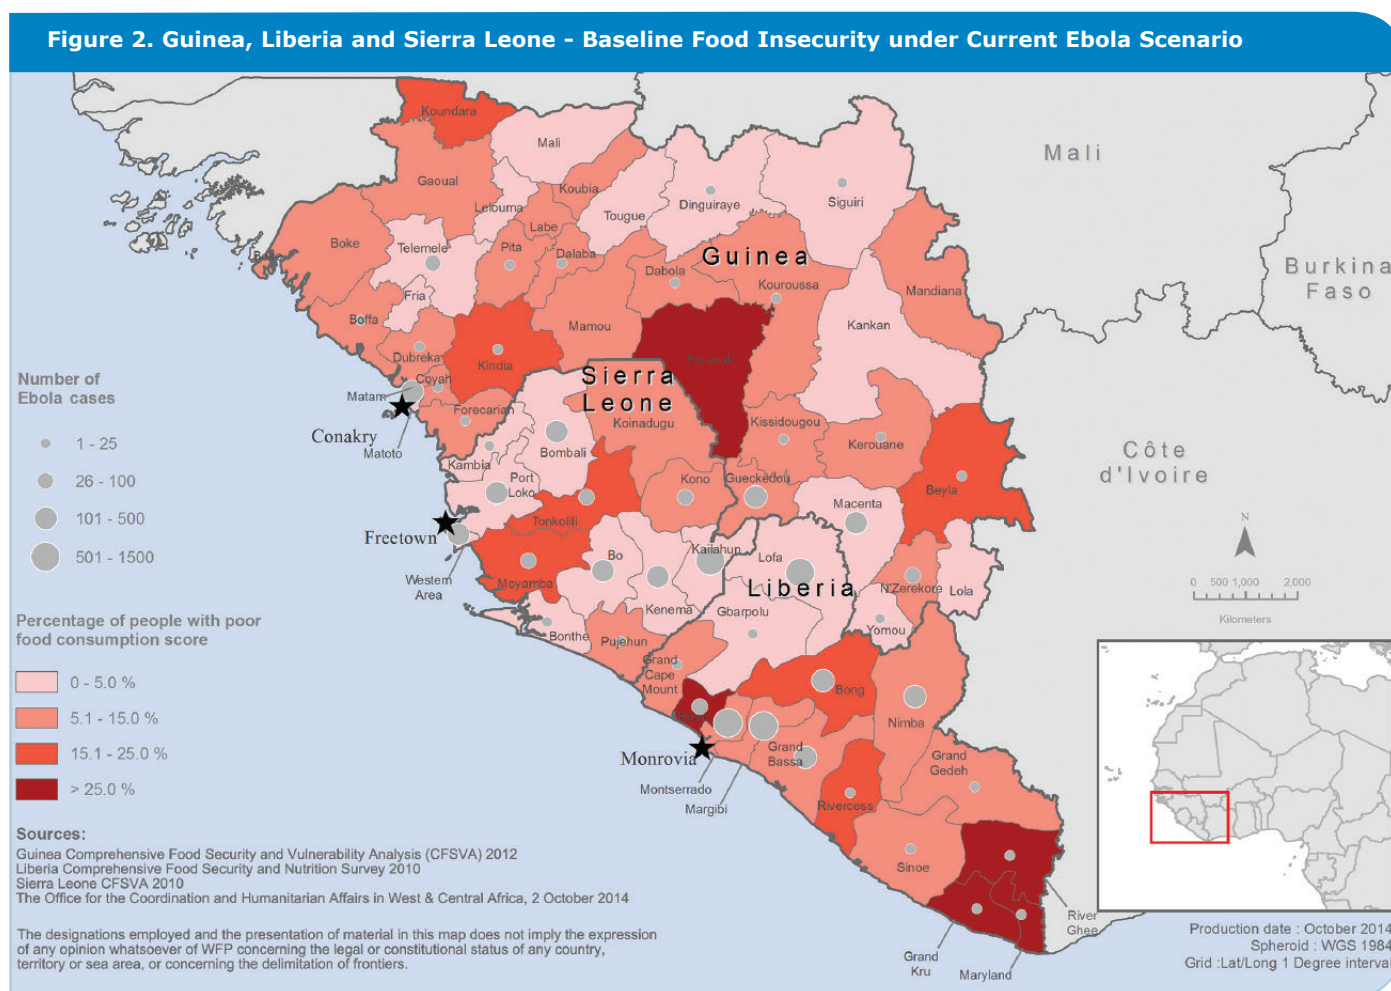 Figure 2. Guinea, Liberia and Sierra Leone - Baseline Food Insecurity under Current Ebola Scenario
Koundara
Mali
Mali
Gaoual
Koubia
Lelouma
Tougue
Dinguiraye
Siguiri
Labe
Boke
Telemele
Pita
Dalaba
Guinea
Burkina
Faso
Dabola
Kouroussa
Mandiana
Fria
Boffa
Mamou
Kankan
Dubreka
Kindia
Sierra
Leone
Number of
Ebola cases
Coyah
Matam
Forecariah
Koinadugu
Kissidougou
Conakry
Matoto
Kerouane
Côte
d'Ivoire
1 - 25
Kambia
Bombali
26 - 100
Port
Loko
Kono
Gueckedou
Beyla
Macenta
101 - 500
Tonkolili
N
Freetown
501 - 1500
Kailahun
Lofa
Bo
Western
Area
Moyamba
Liberia
N'Zerekore
Lola
0 500 1,000 2,000
Kilometers
Kenema
Gbarpolu
Percentage of people with poor
food consumption score
Bonthe
Pujehun
Yomou
0 - 5.0 %
Grand
Cape
Mount
Bong
5.1 - 15.0 %
Nimba
15.1 - 25.0 %
Monrovia
Grand
Bassa
Grand
Gedeh
> 25.0 %
Montserrado
Margibi
Rivercess
Sources:
Guinea Comprehensive Food Security and Vulnerability Analysis (CFSVA) 2012
Liberia Comprehensive Food Security and Nutrition Survey 2010
Sierra Leone CFSVA 2010
The Office for the Coordination and Humanitarian Affairs in West & Central Africa, 2 October 2014
Sinoe
River
Ghee
The designations employed and the presentation of material in this map does not imply the expression
of any opinion whatsoever of WFP concerning the legal or constitutional status of any country,
territory or sea area, or concerning the delimitation of frontiers.
Grand
Kru
Maryland
Production date : October 2014
Spheroid : WGS 1984
Grid :Lat/Long 1 Degree interval